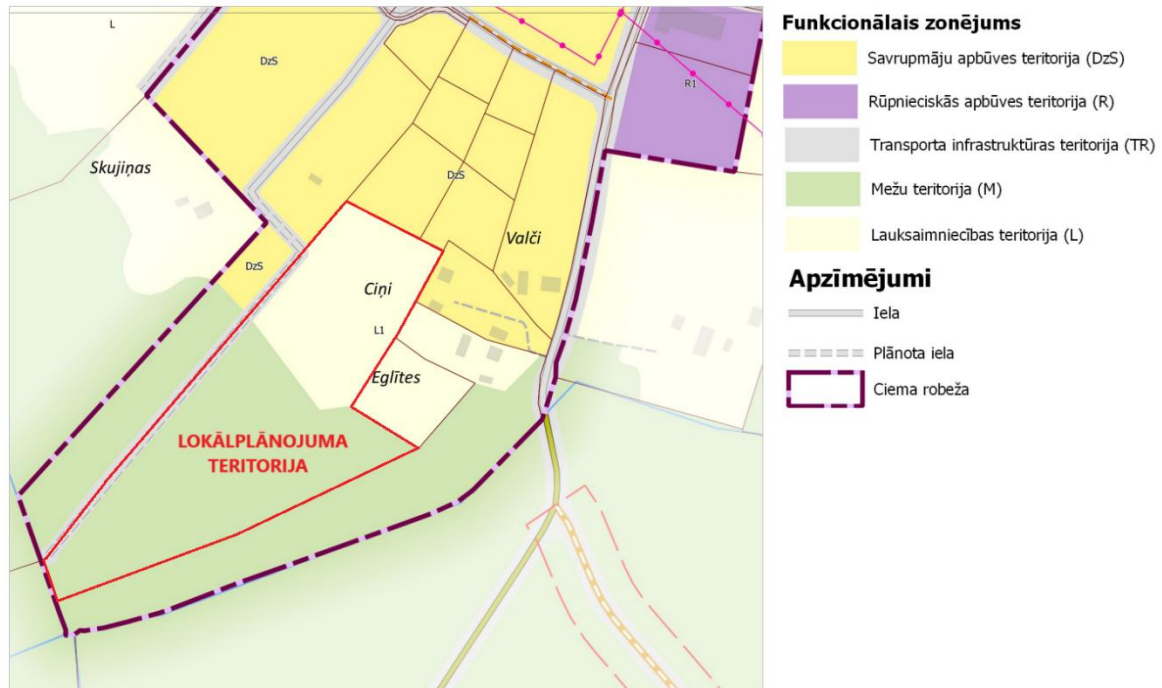 L
DzS
R1
Skujiņas
DzS
Valči
DzS
Ciņi
L1
Eglītes
LOKĀLPLĀNOJUMA
TERITORIJA
Funkcionālais zonējums
Savrupmāju apbūves teritorija (DzS)
Rūpnieciskās apbūves teritorija (R)
Transporta infrastruktūras teritorija (TR)
Mežu teritorija (M)
Lauksaimniecības teritorija (L)
Apzīmējumi
Iela
Plānota iela
Ciema robeža